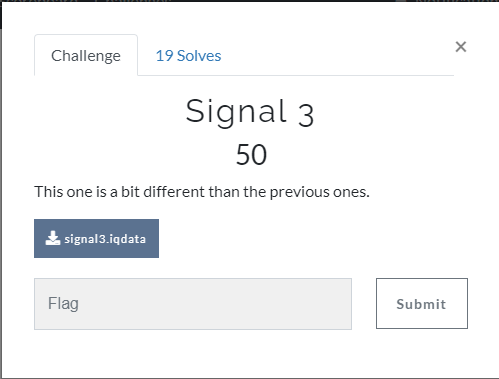 Challenge
19 Solves
×
Signal 3
50
This one is a bit different than the previous ones.
signal3.iqdata
Flag
Submit